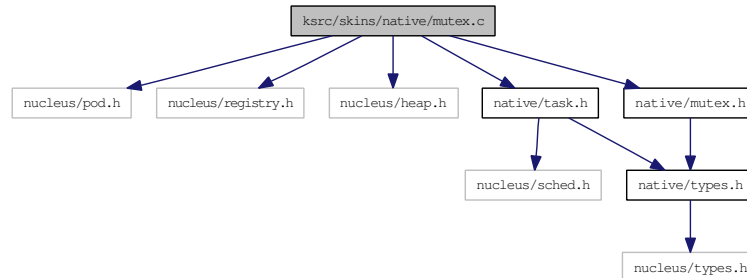 ksrc/skins/native/mutex.c
nucleus/pod.h
nucleus/registry.h
nucleus/heap.h
native/task.h
native/mutex.h
nucleus/sched.h
native/types.h
nucleus/types.h